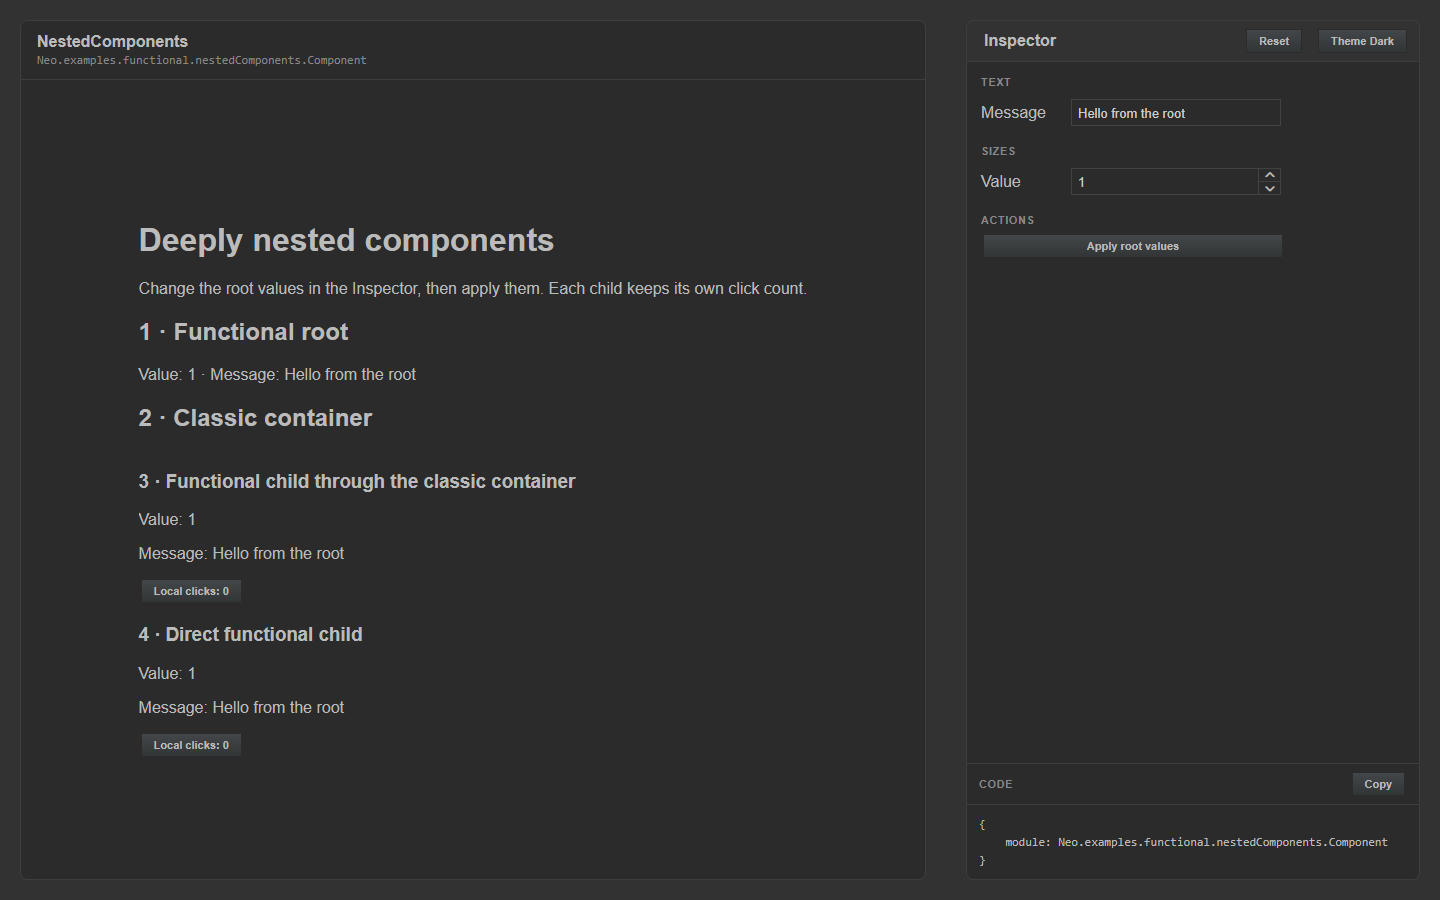 NestedComponents
Neo.examples.functional.nestedComponents.Component
Deeply nested components
Change the root values in the Inspector, then apply them. Each child keeps its own click count.
1 · Functional root
Value: 1 · Message: Hello from the root
2 · Classic container
3 · Functional child through the classic container
Value: 1
Message: Hello from the root
Local clicks: 0
4 · Direct functional child
Value: 1
Message: Hello from the root
Local clicks: 0
Inspector
Reset
Theme Dark
TEXT
Message
Hello from the root
SIZES
Value
1
ACTIONS
Apply root values
CODE
Copy
{
module: Neo.examples.functional.nestedComponents.Component
}